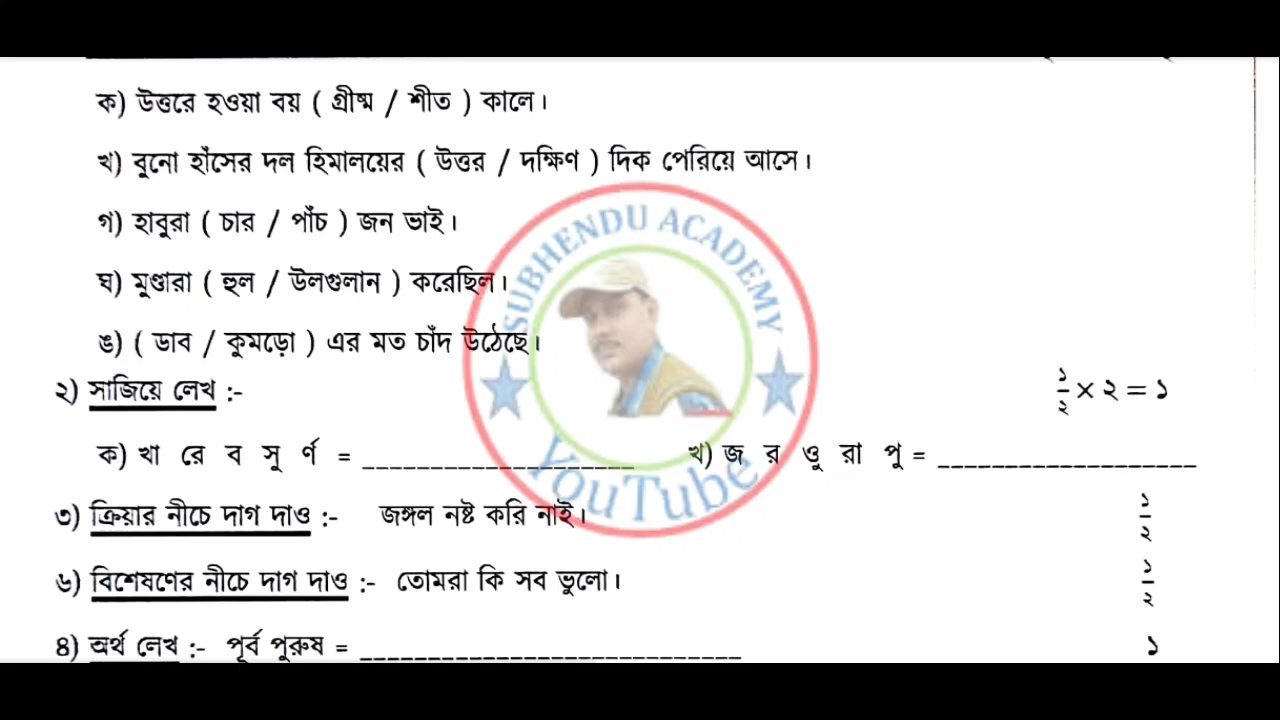 ক) উত্তরে হওয়া বয় ( গ্রীষ্ম / শীত ) কালে।
খ) বুনো হাঁসের দল হিমালয়ের ( উত্তর / দক্ষিণ ) দিক পেরিয়ে আসে।
গ) হাবুরা ( চার / পাঁচ ) জন ভাই।
ঘ) মুণ্ডারা ( হুল / উলগুলান ) করেছিল।
ঙ) ( ডাব / কুমড়ো ) এর মত চাঁদ উঠেছে।
SUBHENDU ACADEMY
২) সাজিয়ে লেখ :- ১/২ × ২ = ১
ক) খা রে ব সু র্ণ = ____________________ খ) জ র ও্ব রা পু = ____________________
YouTube
৩) ক্রিয়ার নীচে দাগ দাও :- জঙ্গল নষ্ট করি নাই। ১/২
৬) বিশেষণের নীচে দাগ দাও :- তোমরা কি সব ভুলো। ১/২
৪) অর্থ লেখ :- পূর্ব পুরুষ = ____________________________ ১